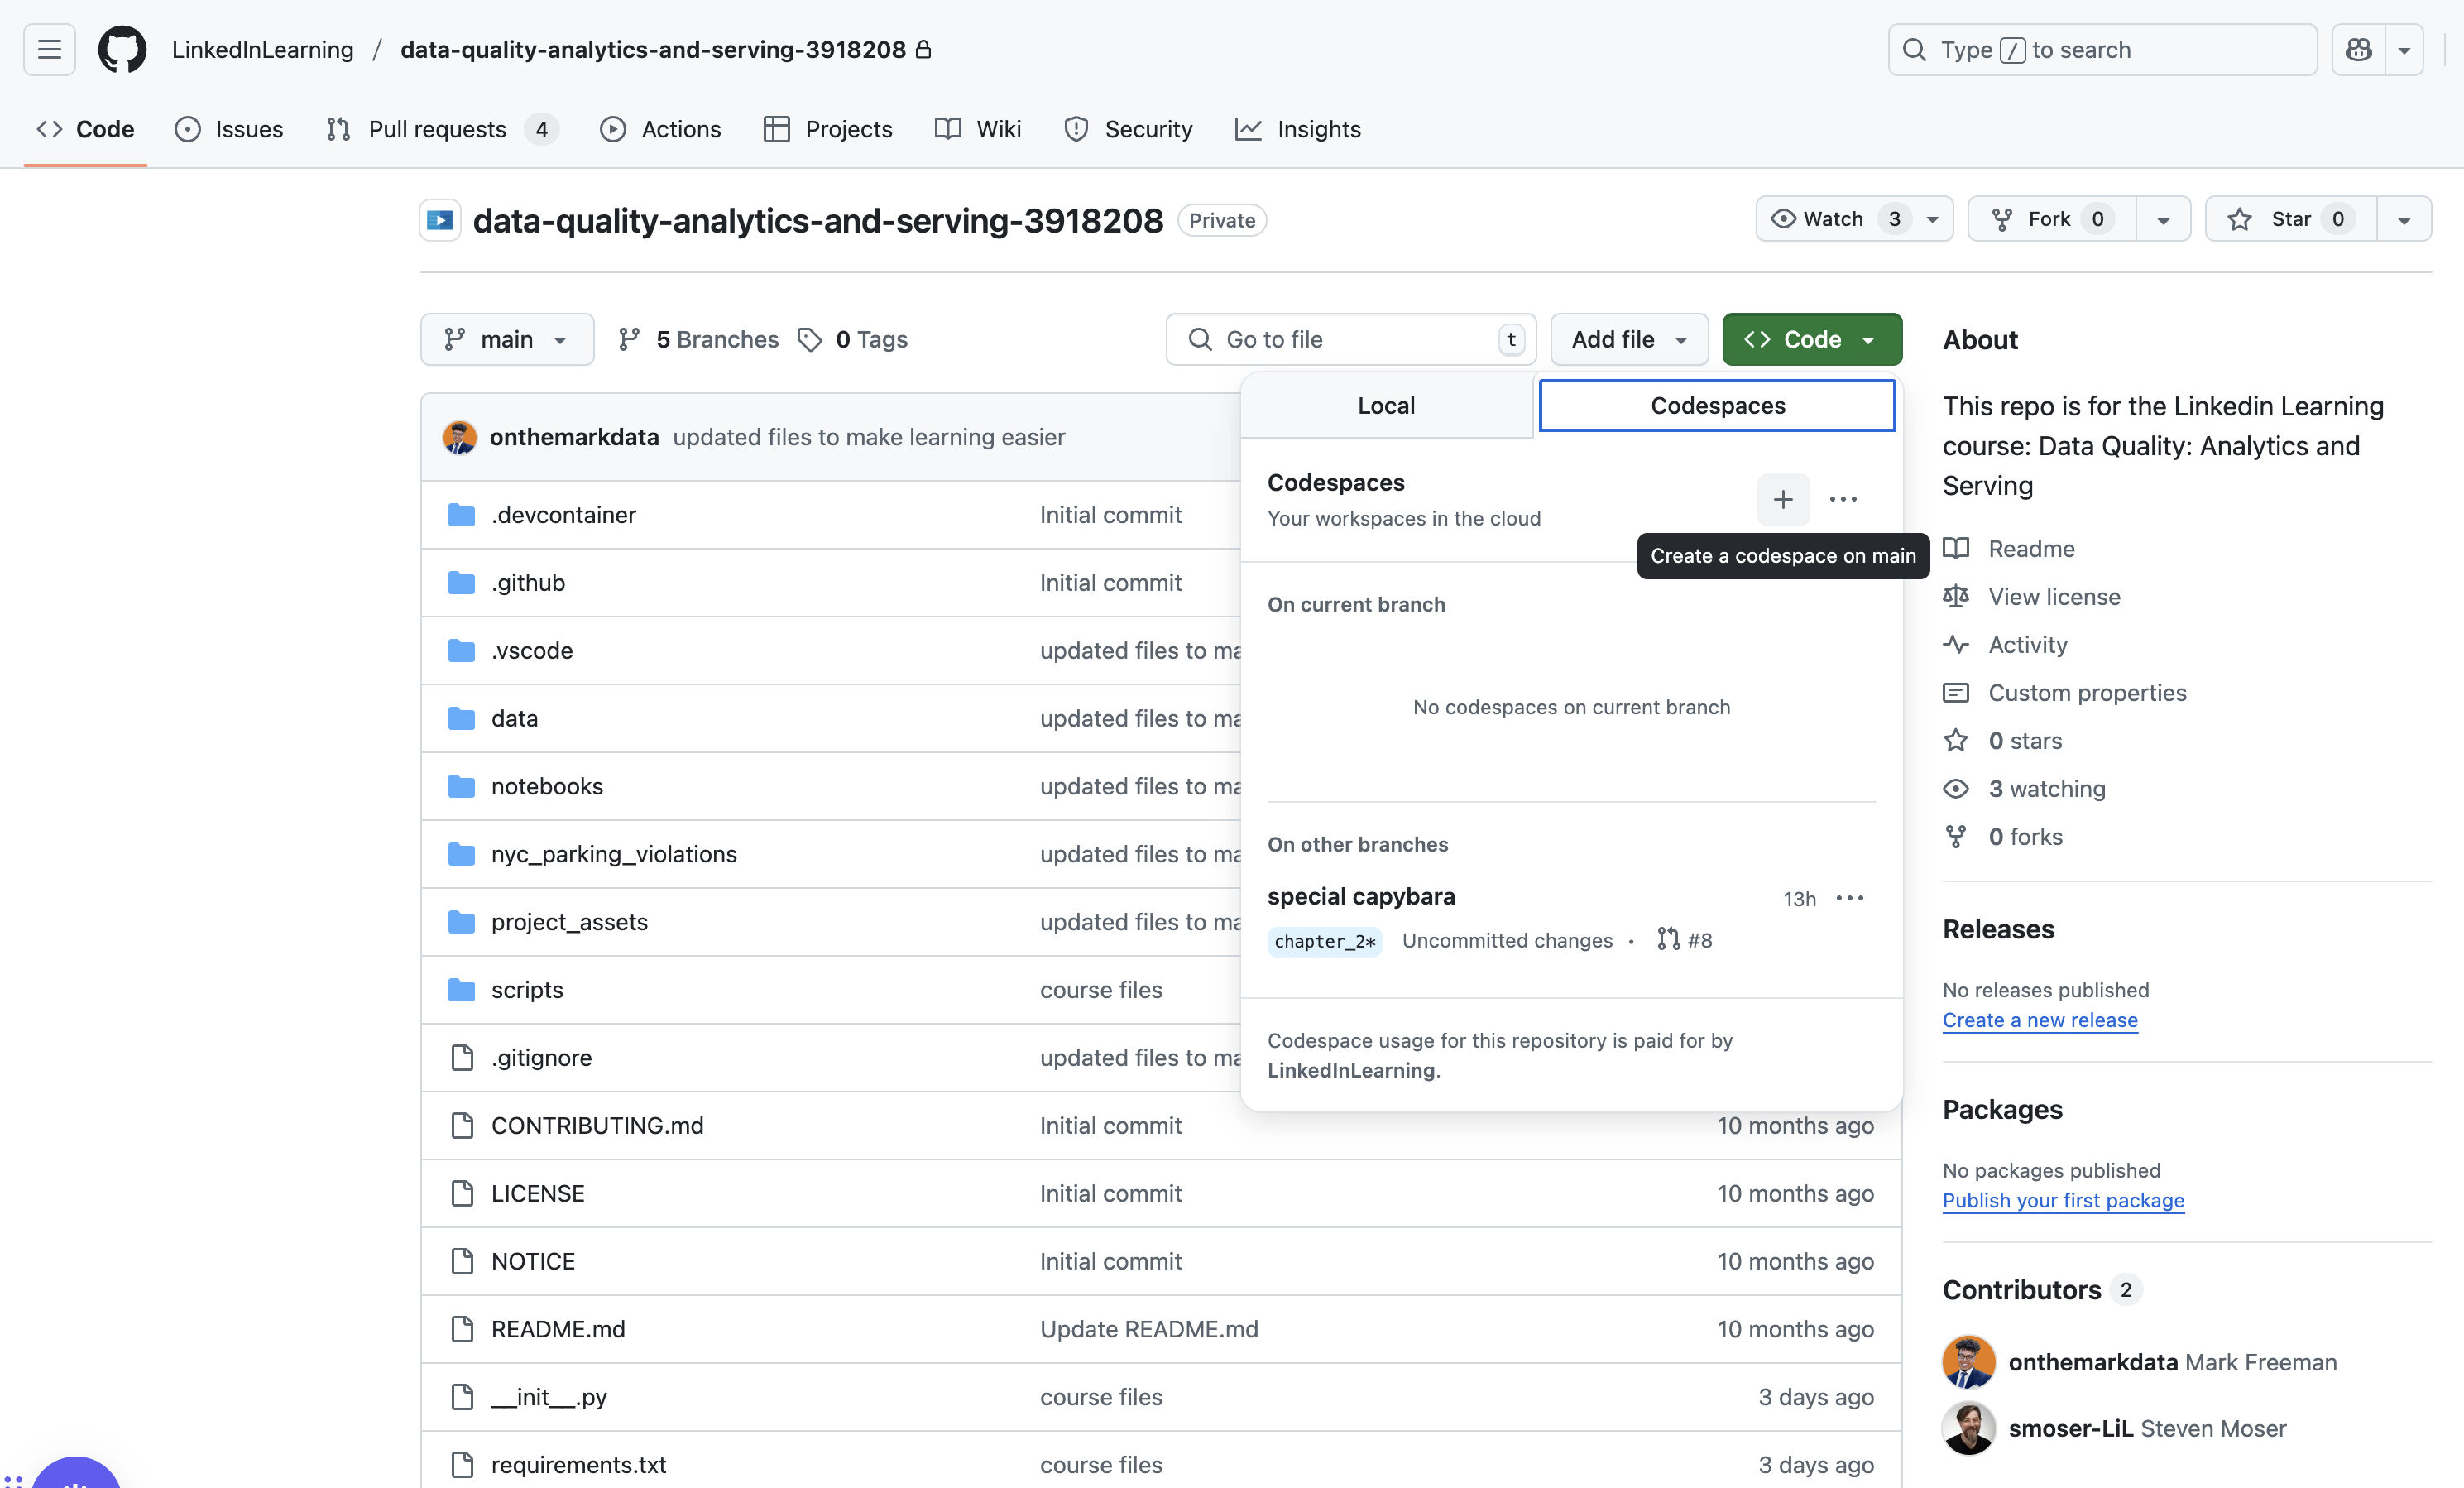 LinkedInLearning / data-quality-analytics-and-serving-3918208
Type / to search
Code
Issues
Pull requests 4
Actions
Projects
Wiki
Security
Insights
data-quality-analytics-and-serving-3918208 Private
Watch 3
Fork 0
Star 0
main
5 Branches
0 Tags
Go to file t
Add file
Code
Local
Codespaces
Codespaces
Your workspaces in the cloud
Create a codespace on main
On current branch
No codespaces on current branch
On other branches
special capybara
13h
chapter_2* Uncommitted changes • #8
Codespace usage for this repository is paid for by
LinkedInLearning.
onthemarkdata updated files to make learning easier
.devcontainer Initial commit
.github Initial commit
.vscode updated files to ma
data updated files to ma
notebooks updated files to ma
nyc_parking_violations updated files to ma
project_assets updated files to ma
scripts course files
.gitignore updated files to ma
CONTRIBUTING.md Initial commit 10 months ago
LICENSE Initial commit 10 months ago
NOTICE Initial commit 10 months ago
README.md Update README.md 10 months ago
__init__.py course files 3 days ago
requirements.txt course files 3 days ago
About
This repo is for the Linkedin Learning
course: Data Quality: Analytics and
Serving
Readme
View license
Activity
Custom properties
0 stars
3 watching
0 forks
Releases
No releases published
Create a new release
Packages
No packages published
Publish your first package
Contributors 2
onthemarkdata Mark Freeman
smoser-LiL Steven Moser